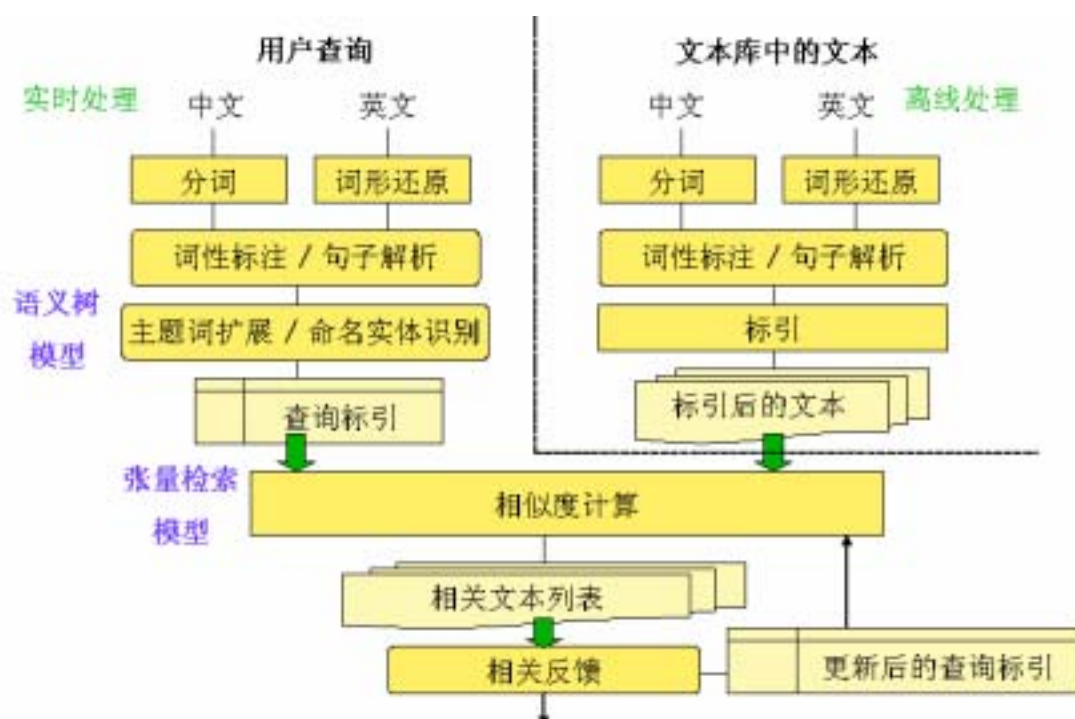 用户查询
文本库中的文本
实时处理
中文
英文
中文
英文
离线处理
分词
词形还原
分词
词形还原
词性标注 / 句子解析
词性标注 / 句子解析
语义树
模型
主题词扩展 / 命名实体识别
标引
查询标引
标引后的文本
张量检索
模型
相似度计算
相关文本列表
相关反馈
更新后的查询标引